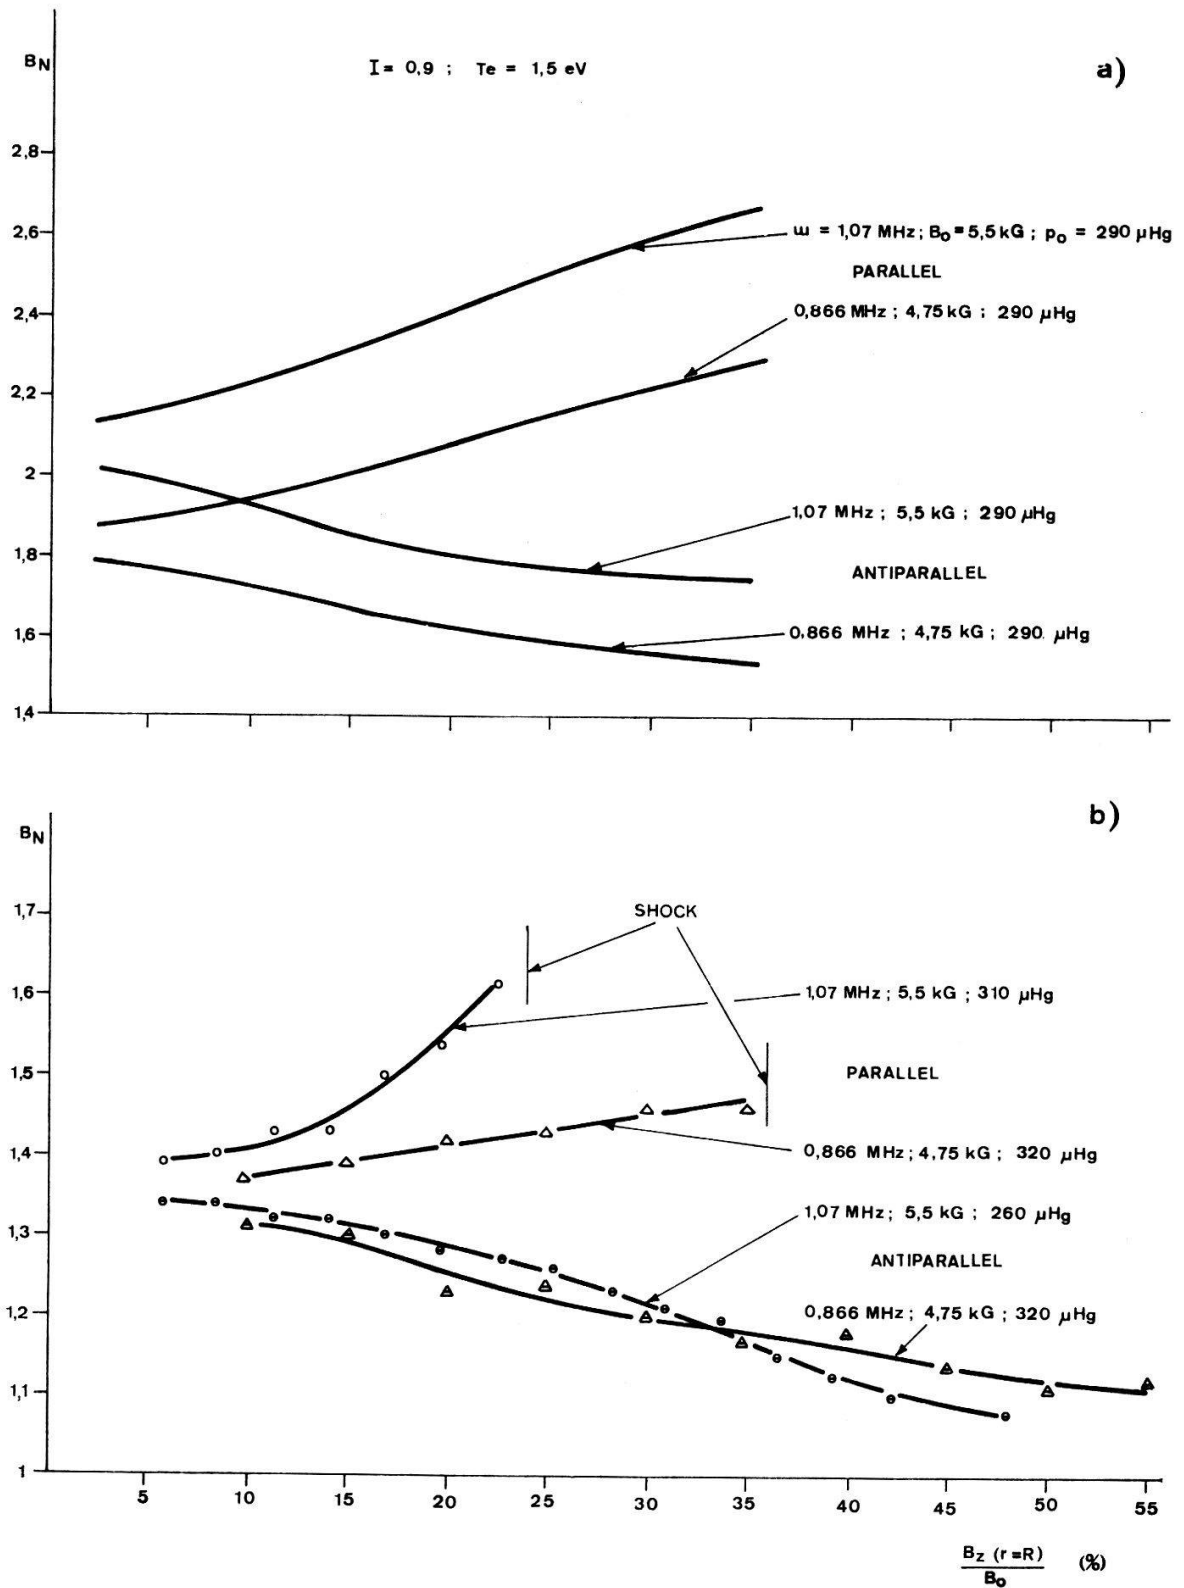 B_N
I = 0,9 ; Te = 1,5 eV
a)
2,8
2,6
ω = 1,07 MHz; B₀ = 5,5 kG ; p₀ = 290 μHg
PARALLEL
2,4
0,866 MHz ; 4,75 kG ; 290 μHg
2,2
2
1,07 MHz ; 5,5 kG ; 290 μHg
1,8
ANTIPARALLEL
1,6
0,866 MHz ; 4,75 kG ; 290 μHg
1,4
b)
B_N
1,7
SHOCK
1,6
1,07 MHz ; 5,5 kG ; 310 μHg
1,5
PARALLEL
1,4
0,866 MHz ; 4,75 kG ; 320 μHg
1,07 MHz ; 5,5 kG ; 260 μHg
1,3
ANTIPARALLEL
1,2
0,866 MHz ; 4,75 kG ; 320 μHg
1,1
1
5 10 15 20 25 30 35 40 45 50 55
B_z (r=R)
B₀
(%)